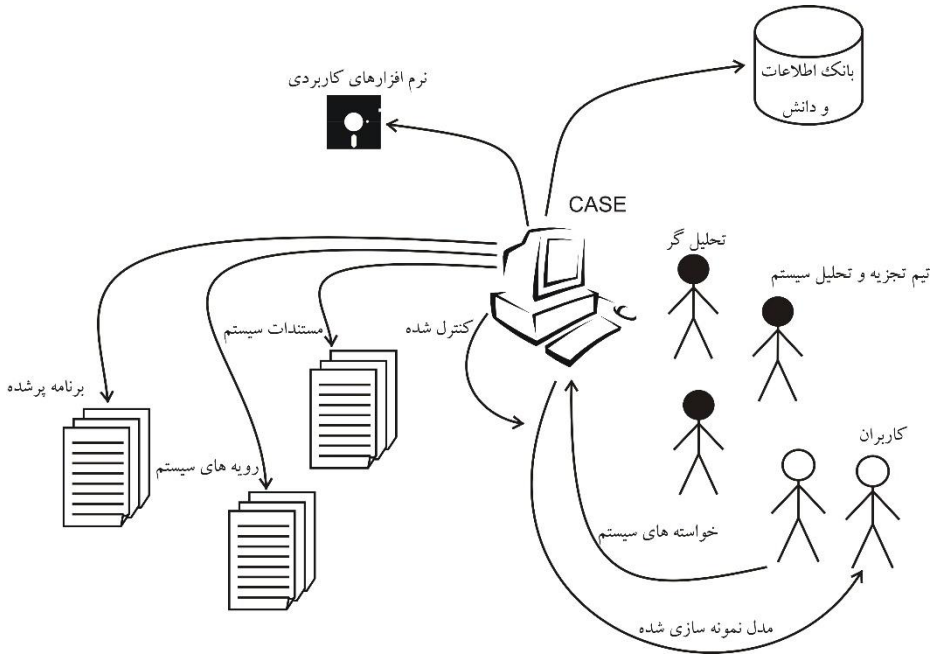 بانک اطلاعات
و دانش
نرم افزارهای کاربردی
CASE
تحلیل گر
تیم تجزیه و تحلیل سیستم
کنترل شده
مستندات سیستم
برنامه پرشده
کاربران
رویه های سیستم
خواسته های سیستم
مدل نمونه سازی شده